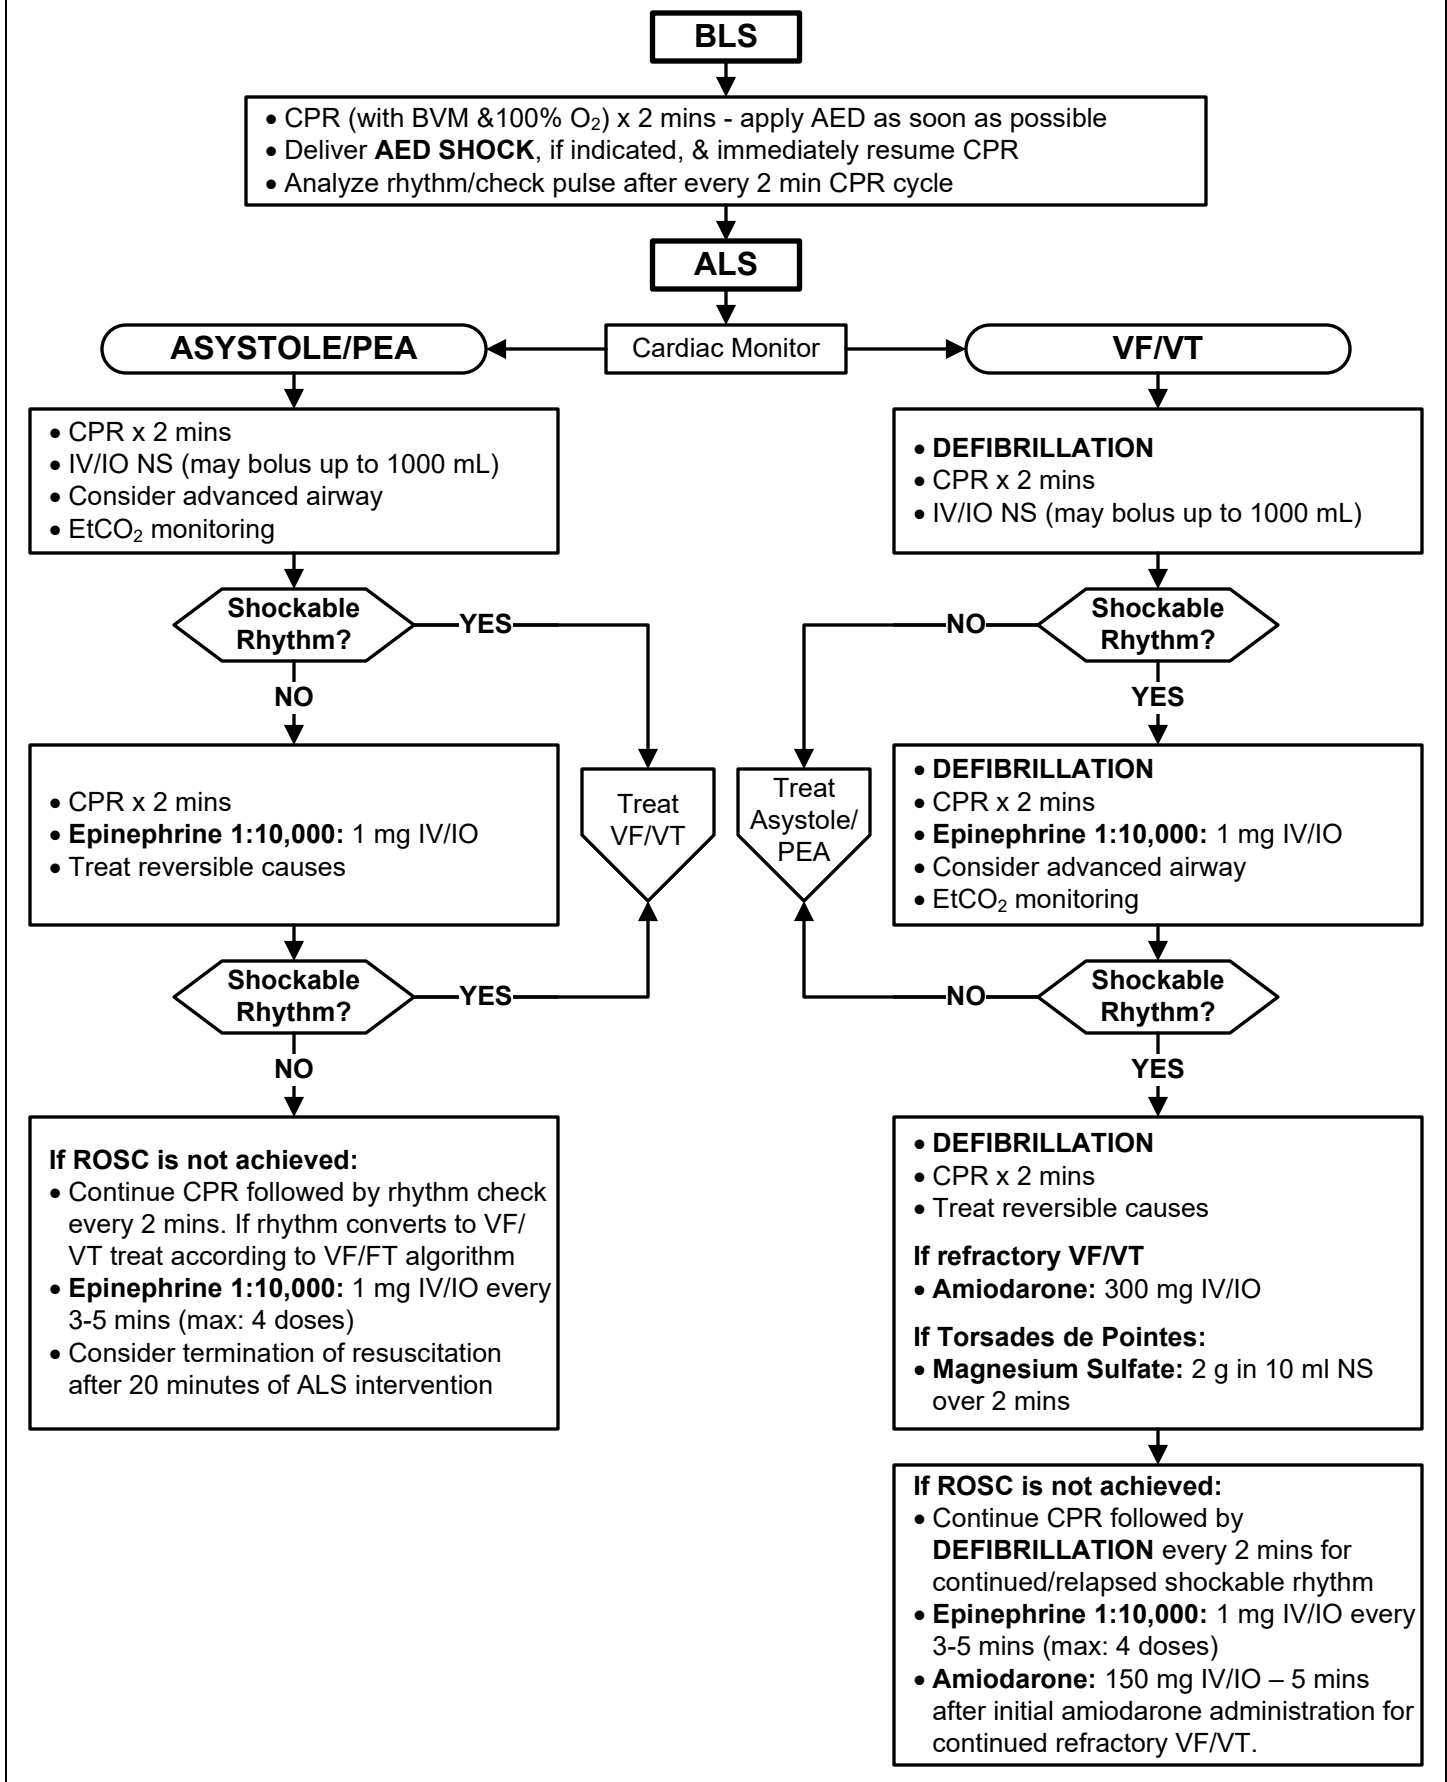 BLS
• CPR (with BVM &100% O₂) x 2 mins - apply AED as soon as possible
• Deliver AED SHOCK, if indicated, & immediately resume CPR
• Analyze rhythm/check pulse after every 2 min CPR cycle
ALS
ASYSTOLE/PEA
Cardiac Monitor
VF/VT
• CPR x 2 mins
• IV/IO NS (may bolus up to 1000 mL)
• Consider advanced airway
• EtCO₂ monitoring
• DEFIBRILLATION
• CPR x 2 mins
• IV/IO NS (may bolus up to 1000 mL)
Shockable
Rhythm?
YES
NO
NO
Shockable
Rhythm?
YES
• CPR x 2 mins
• Epinephrine 1:10,000: 1 mg IV/IO
• Treat reversible causes
Treat
VF/VT
Treat
Asystole/
PEA
• DEFIBRILLATION
• CPR x 2 mins
• Epinephrine 1:10,000: 1 mg IV/IO
• Consider advanced airway
• EtCO₂ monitoring
Shockable
Rhythm?
YES
NO
NO
Shockable
Rhythm?
YES
If ROSC is not achieved:
• Continue CPR followed by rhythm check
every 2 mins. If rhythm converts to VF/
VT treat according to VF/FT algorithm
• Epinephrine 1:10,000: 1 mg IV/IO every
3-5 mins (max: 4 doses)
• Consider termination of resuscitation
after 20 minutes of ALS intervention
• DEFIBRILLATION
• CPR x 2 mins
• Treat reversible causes
If refractory VF/VT
• Amiodarone: 300 mg IV/IO
If Torsades de Pointes:
• Magnesium Sulfate: 2 g in 10 ml NS
over 2 mins
If ROSC is not achieved:
• Continue CPR followed by
DEFIBRILLATION every 2 mins for
continued/relapsed shockable rhythm
• Epinephrine 1:10,000: 1 mg IV/IO every
3-5 mins (max: 4 doses)
• Amiodarone: 150 mg IV/IO – 5 mins
after initial amiodarone administration for
continued refractory VF/VT.